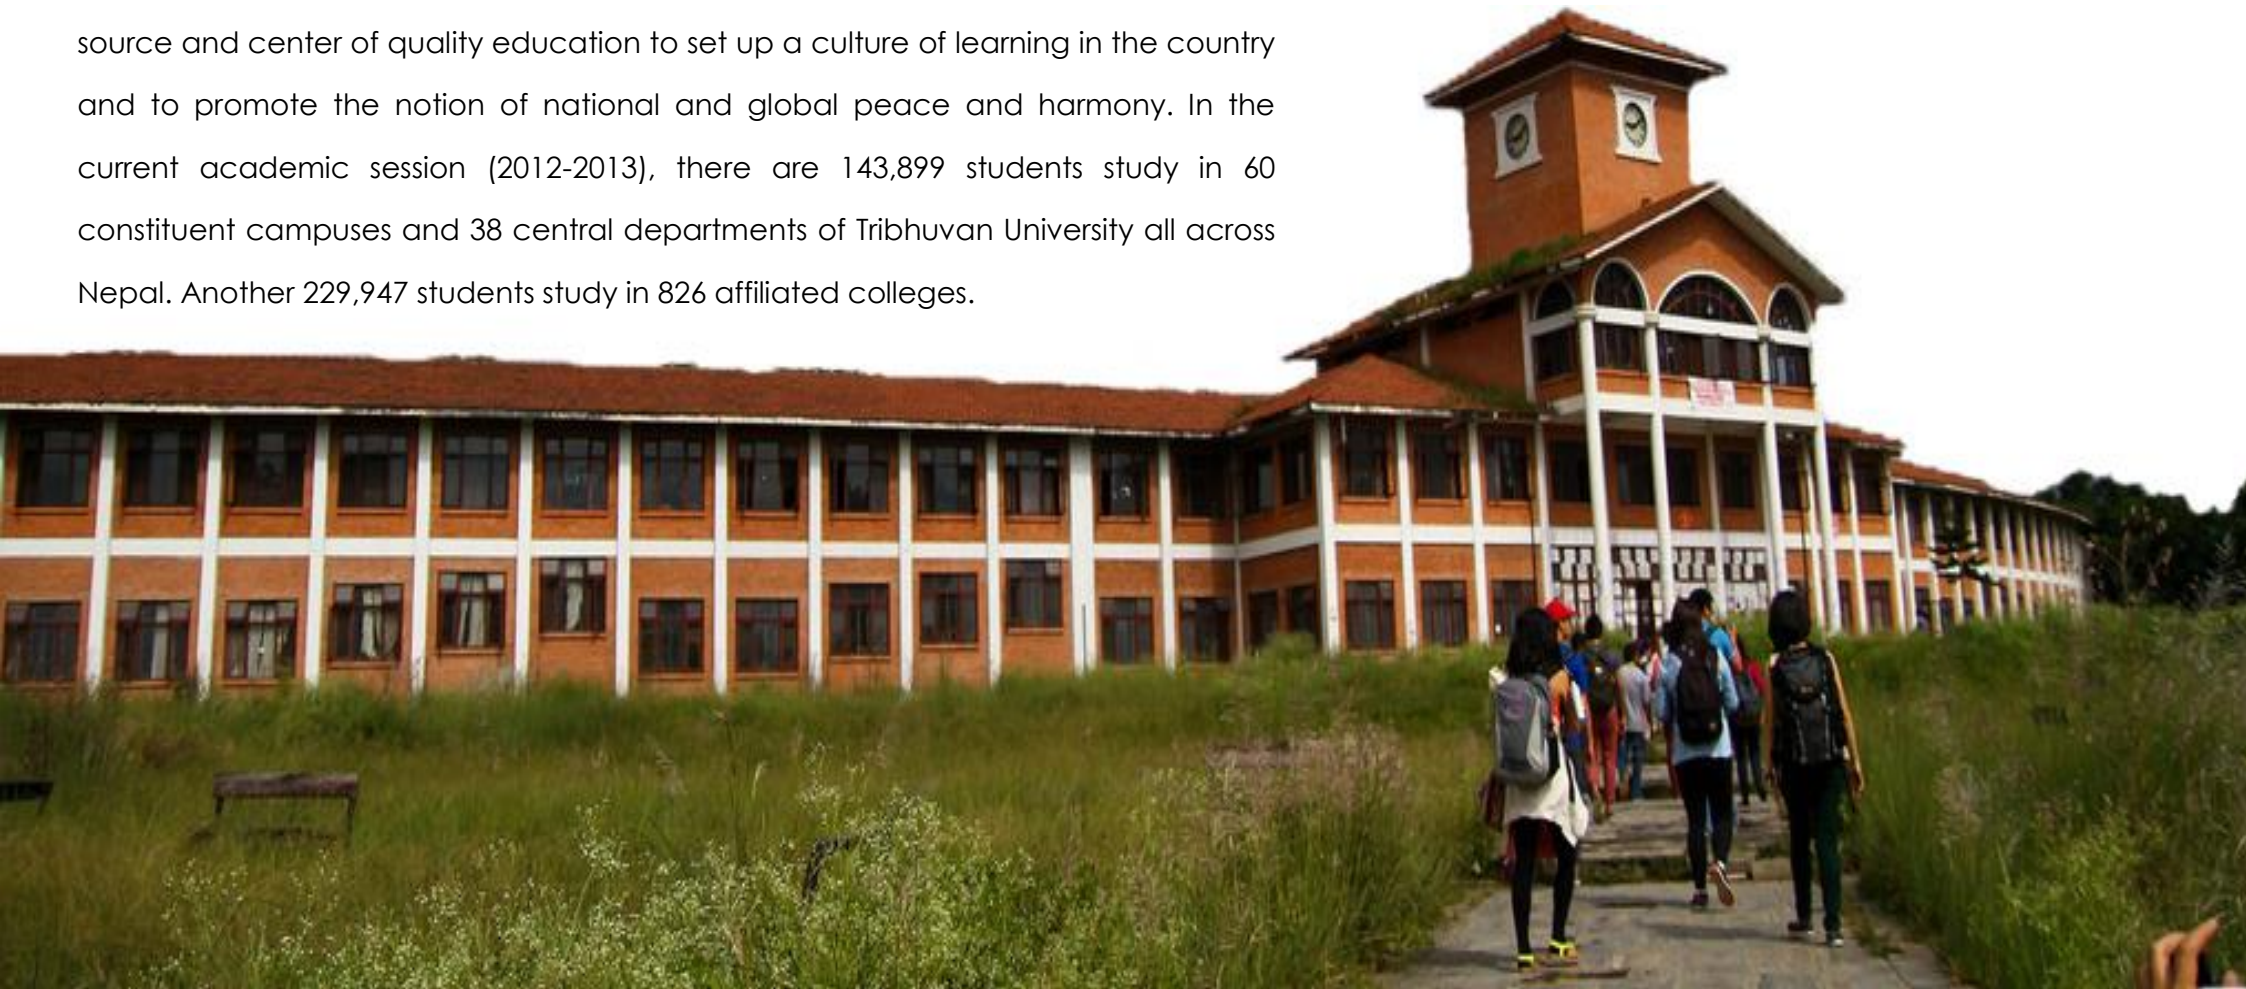 source and center of quality education to set up a culture of learning in the country
and to promote the notion of national and global peace and harmony. In the
current academic session (2012-2013), there are 143,899 students study in 60
constituent campuses and 38 central departments of Tribhuvan University all across
Nepal. Another 229,947 students study in 826 affiliated colleges.